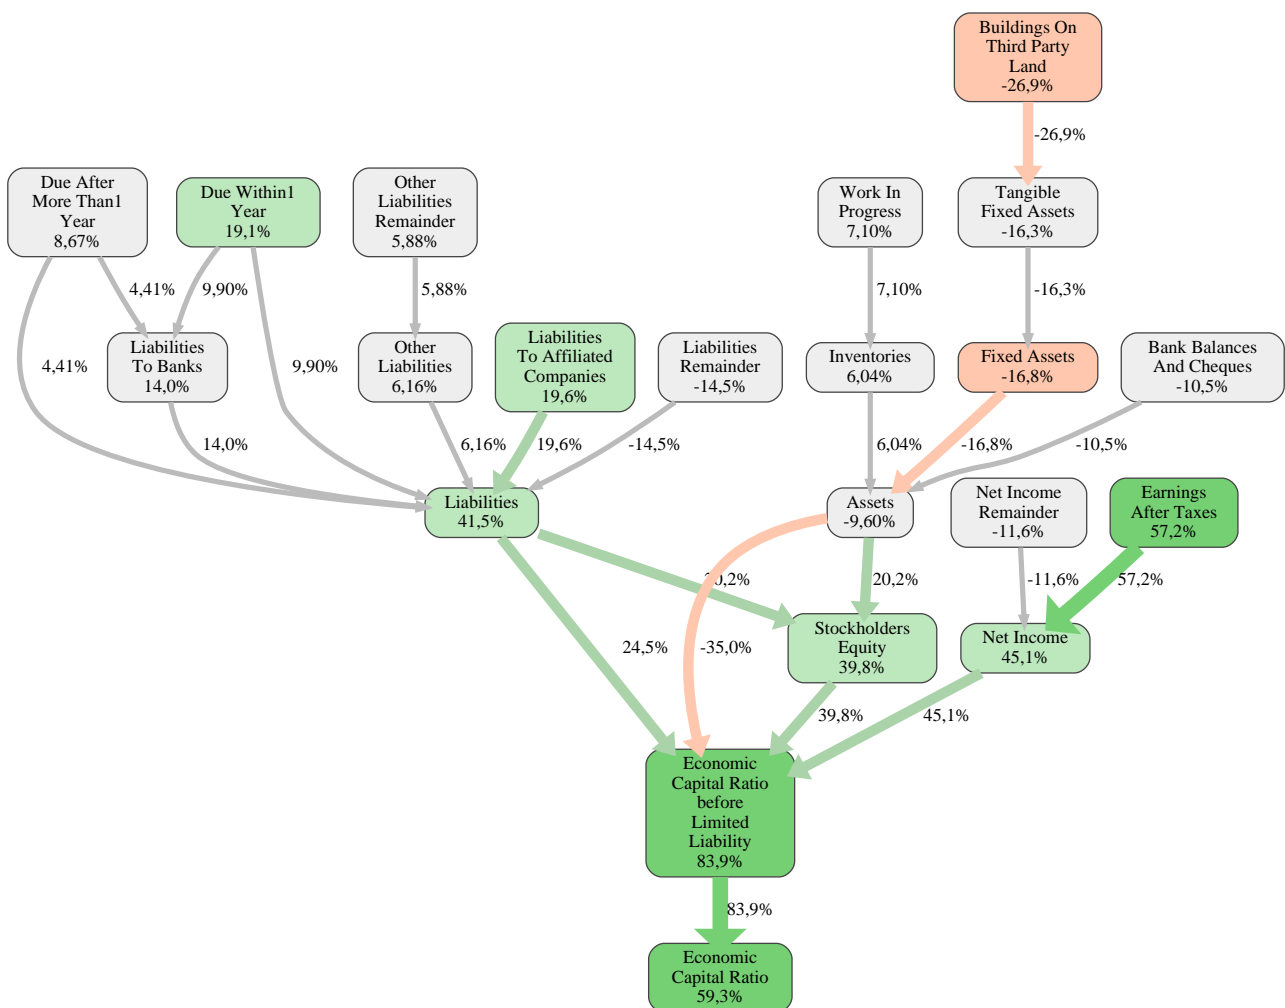 Buildings On
Third Party
Land
-26,9%
-26,9%
Due After
More Than1
Year
8,67%
Due Within1
Year
19,1%
Other
Liabilities
Remainder
5,88%
Work In
Progress
7,10%
Tangible
Fixed Assets
-16,3%
4,41%
9,90%
5,88%
7,10%
-16,3%
Liabilities
To Banks
14,0%
Other
Liabilities
6,16%
Liabilities
To Affiliated
Companies
19,6%
Liabilities
Remainder
-14,5%
Inventories
6,04%
Fixed Assets
-16,8%
Bank Balances
And Cheques
-10,5%
4,41%
14,0%
9,90%
6,16%
19,6%
-14,5%
6,04%
-16,8%
-10,5%
Liabilities
41,5%
Assets
-9,60%
Net Income
Remainder
-11,6%
Earnings
After Taxes
57,2%
20,2%
20,2%
-11,6%
57,2%
Stockholders
Equity
39,8%
Net Income
45,1%
24,5%
-35,0%
39,8%
45,1%
Economic
Capital Ratio
before
Limited
Liability
83,9%
83,9%
Economic
Capital Ratio
59,3%